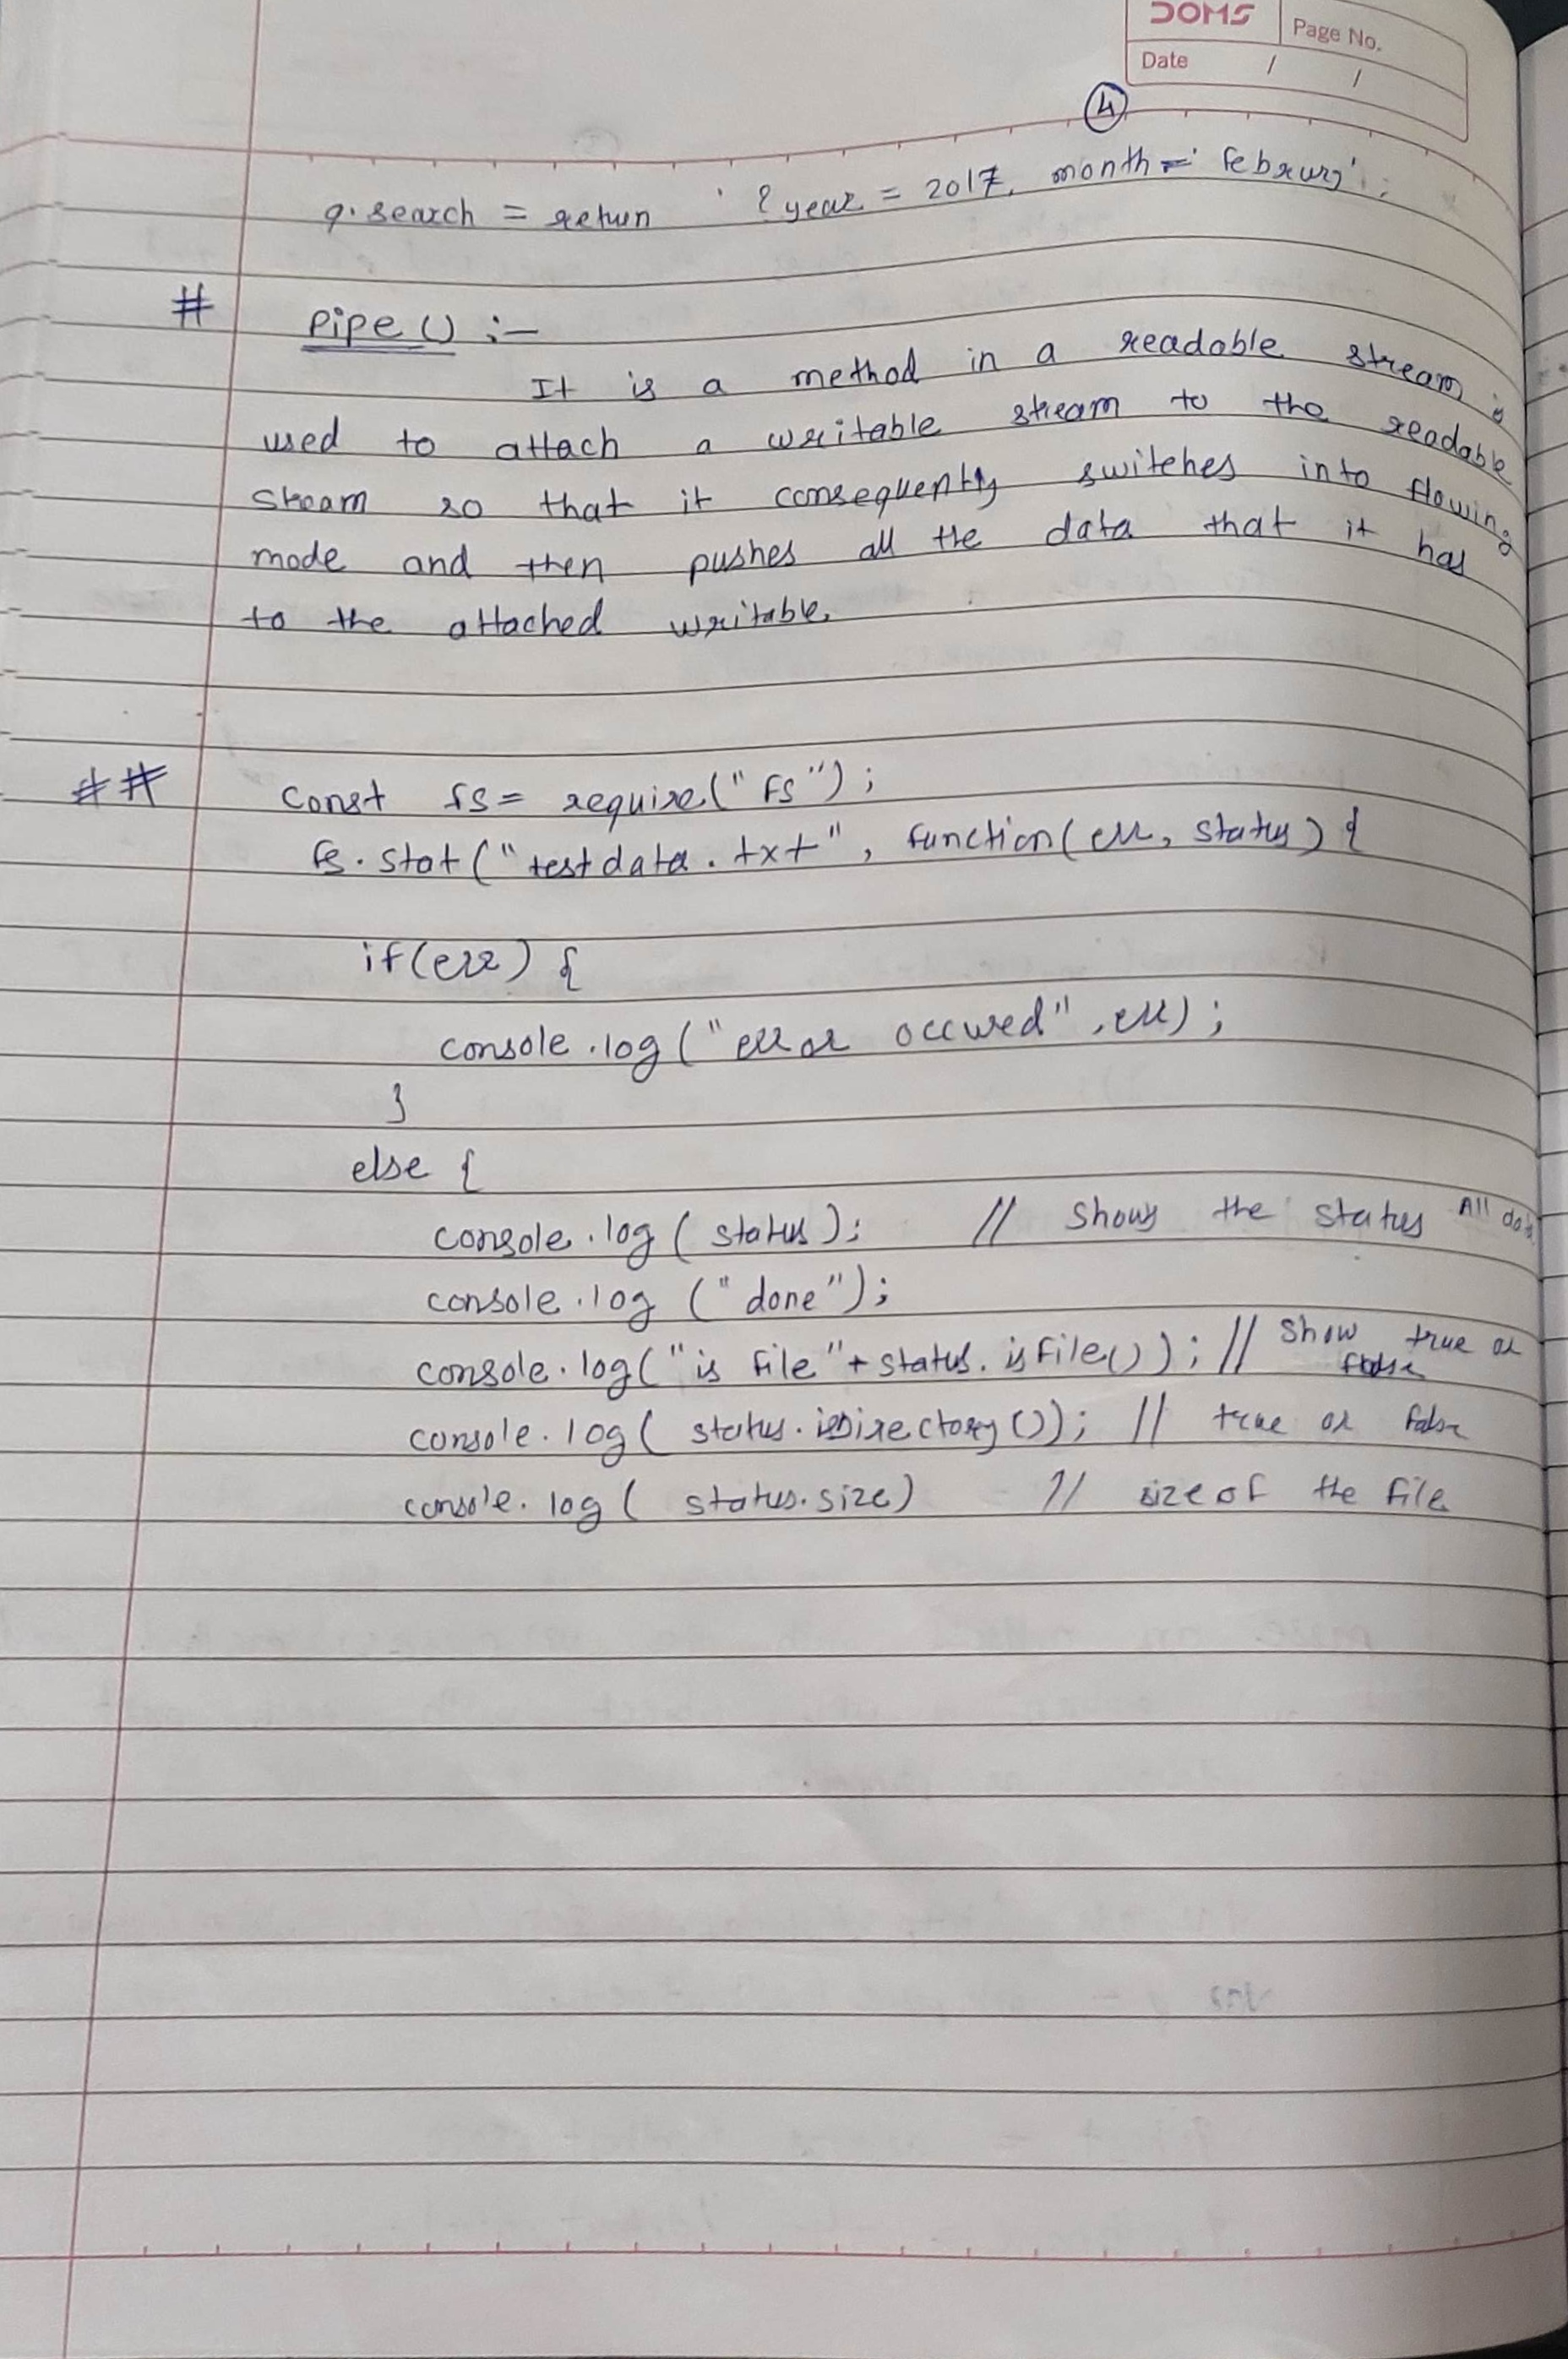 DOMS
Page No.
Date / /
4
q.search = return '?year = 2017, month = 'februry';
# Pipe () :-
It is a method in a readable stream is
used to attach a writable stream to the readable
stream so that it consequently switches into flowing
mode and then pushes all the data that it has
to the attached writable.
## const fs = require("fs");
fs.stat("testdata.txt", function(err, status) {
if(err) {
console.log("error occured", err);
}
else {
console.log(status); // shows the status All data
console.log("done");
console.log("is file"+status.isfile()); // show true or
false
console.log(status.isDirectory()); // true or false
console.log(status.size) // size of the file